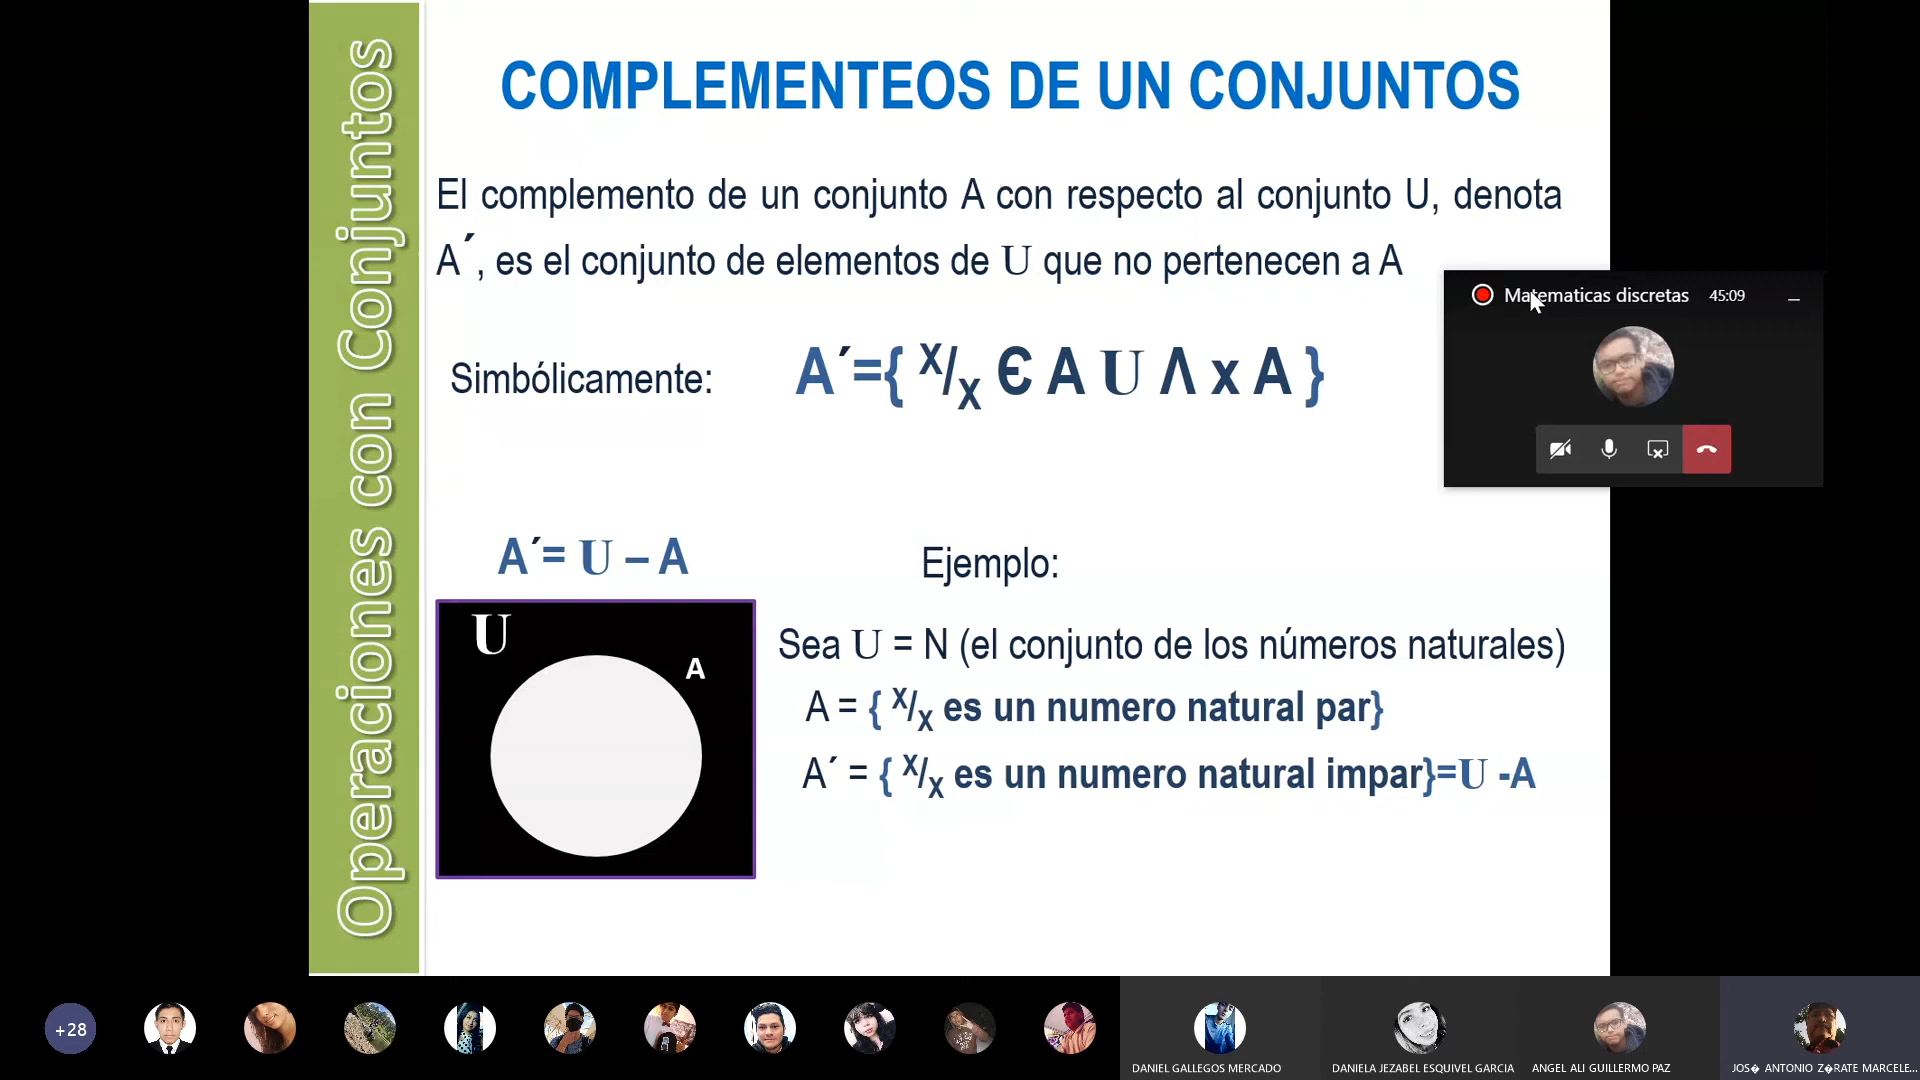 Operaciones con Conjuntos
COMPLEMENTEOS DE UN CONJUNTOS
El complemento de un conjunto A con respecto al conjunto U, denota
A´, es el conjunto de elementos de U que no pertenecen a A
Simbólicamente:
A´={ X/X Є A U Λ x A }
Matematicas discretas 45:09
A´= U – A
Ejemplo:
U
A
Sea U = N (el conjunto de los números naturales)
A = { X/X es un numero natural par}
A´ = { X/X es un numero natural impar}=U -A
+28
DANIEL GALLEGOS MERCADO
DANIELA JEZABEL ESQUIVEL GARCIA
ANGEL ALI GUILLERMO PAZ
JOS� ANTONIO Z�RATE MARCELE...